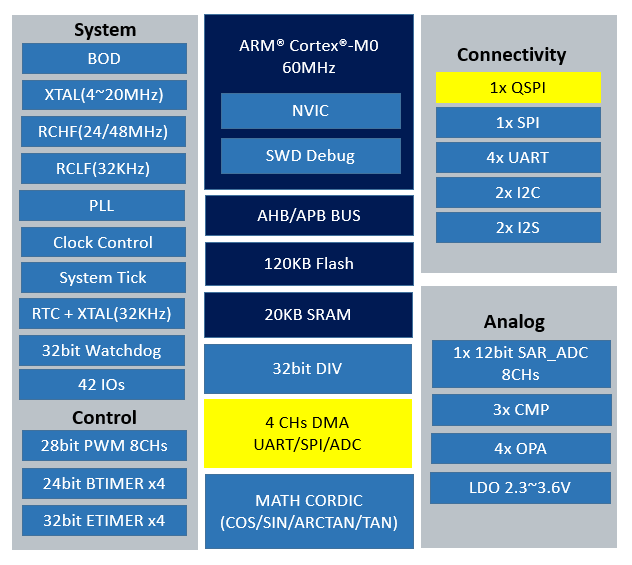 System
BOD
XTAL(4~20MHz)
RCHF(24/48MHz)
RCLF(32KHz)
PLL
Clock Control
System Tick
RTC + XTAL(32KHz)
32bit Watchdog
42 IOs
Control
28bit PWM 8CHs
24bit BTIMER x4
32bit ETIMER x4
ARM® Cortex®-M0
60MHz
NVIC
SWD Debug
AHB/APB BUS
120KB Flash
20KB SRAM
32bit DIV
4 CHs DMA
UART/SPI/ADC
MATH CORDIC
(COS/SIN/ARCTAN/TAN)
Connectivity
1x QSPI
1x SPI
4x UART
2x I2C
2x I2S
Analog
1x 12bit SAR_ADC
8CHs
3x CMP
4x OPA
LDO 2.3~3.6V